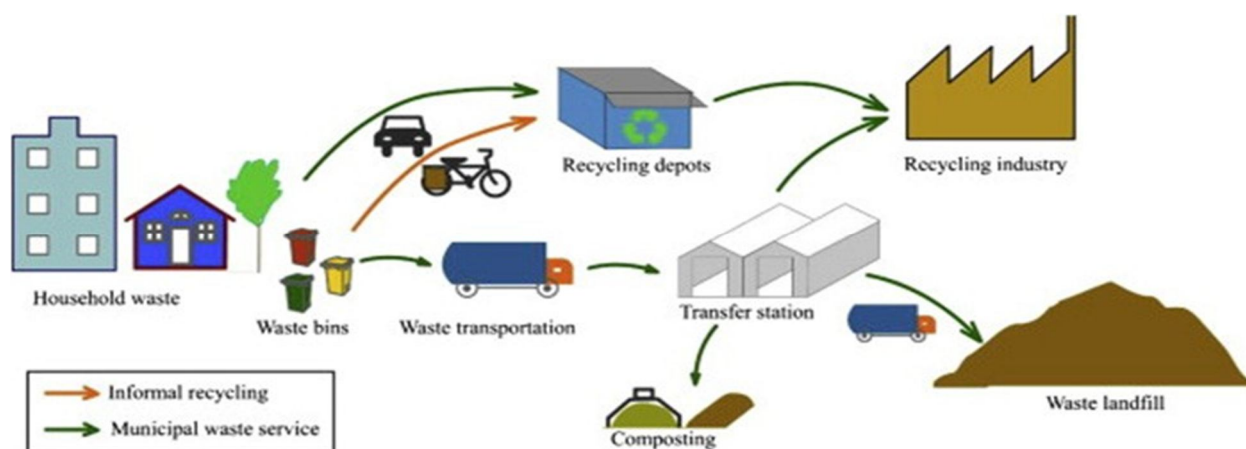 Recycling depots
Recycling industry
Household waste
Waste bins
Waste transportation
Transfer station
Waste landfill
Composting
Informal recycling
Municipal waste service